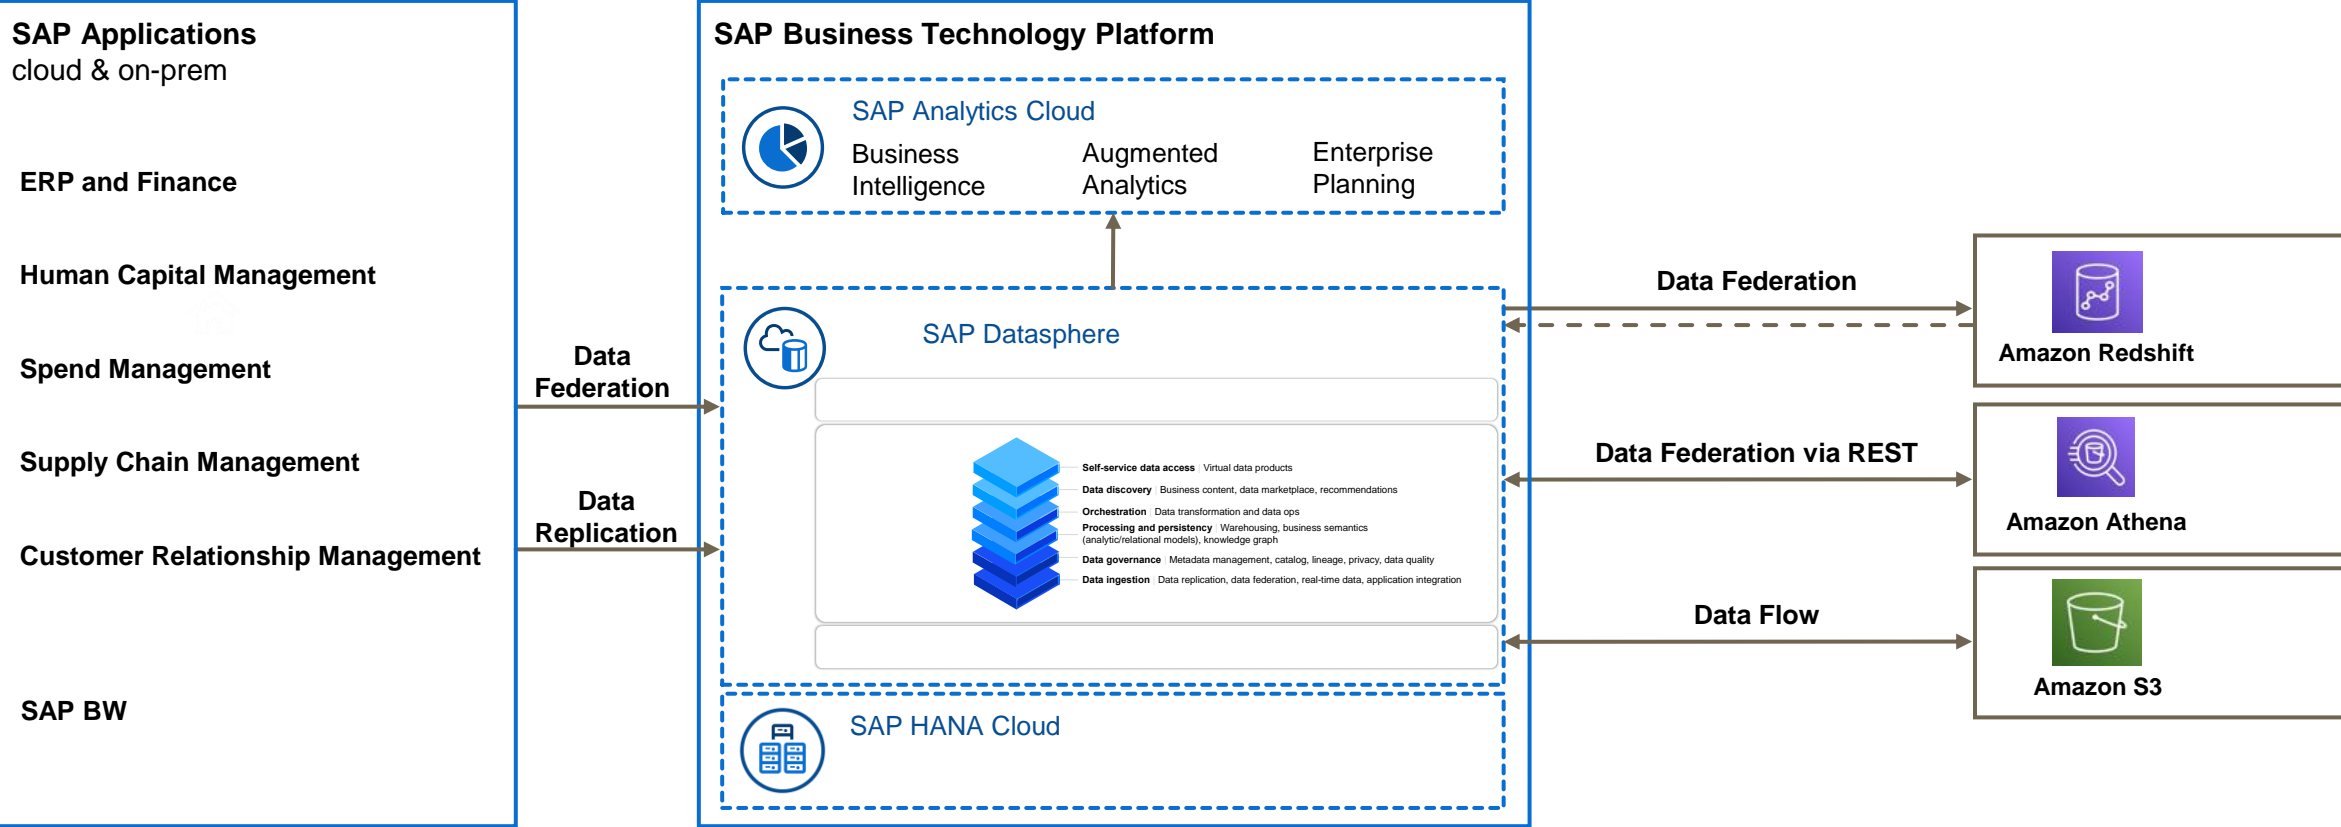 SAP Applications
cloud & on-prem
ERP and Finance
Human Capital Management
Spend Management
Supply Chain Management
Customer Relationship Management
SAP BW
Data
Federation
Data
Replication
SAP Business Technology Platform
SAP Analytics Cloud
Business
Intelligence
Augmented
Analytics
Enterprise
Planning
SAP Datasphere
Self-service data access | Virtual data products
Data discovery | Business content, data marketplace, recommendations
Orchestration | Data transformation and data ops
Processing and persistency | Warehousing, business semantics
(analytic/relational models), knowledge graph
Data governance | Metadata management, catalog, lineage, privacy, data quality
Data ingestion | Data replication, data federation, real-time data, application integration
SAP HANA Cloud
Data Federation
Data Federation via REST
Data Flow
Amazon Redshift
Amazon Athena
Amazon S3